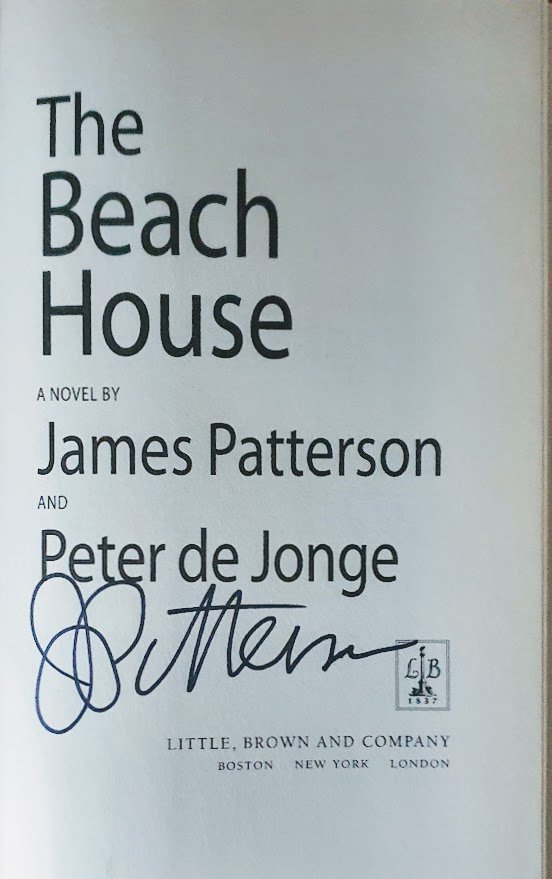 The
Beach
House
A NOVEL BY
James Patterson
AND
Peter de Jonge
JPatterson
L B
1837
LITTLE, BROWN AND COMPANY
BOSTON NEW YORK LONDON